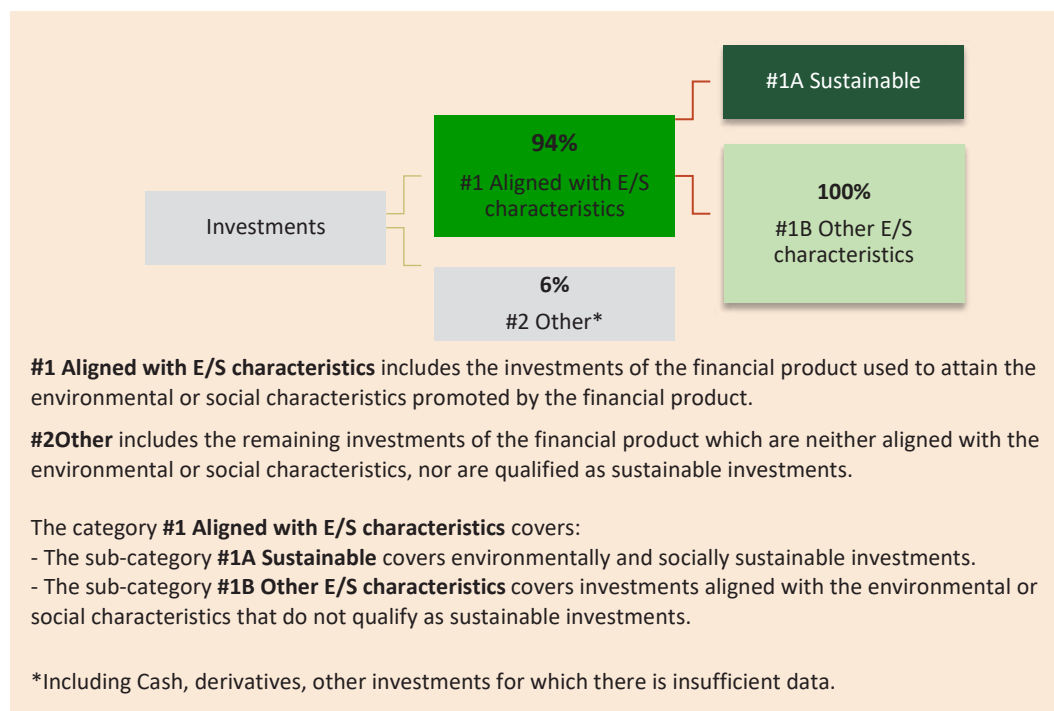 #1A Sustainable
94%
#1 Aligned with E/S
characteristics
100%
#1B Other E/S
characteristics
Investments
6%
#2 Other*
#1 Aligned with E/S characteristics includes the investments of the financial product used to attain the
environmental or social characteristics promoted by the financial product.
#2Other includes the remaining investments of the financial product which are neither aligned with the
environmental or social characteristics, nor are qualified as sustainable investments.
The category #1 Aligned with E/S characteristics covers:
- The sub-category #1A Sustainable covers environmentally and socially sustainable investments.
- The sub-category #1B Other E/S characteristics covers investments aligned with the environmental or
social characteristics that do not qualify as sustainable investments.
*Including Cash, derivatives, other investments for which there is insufficient data.